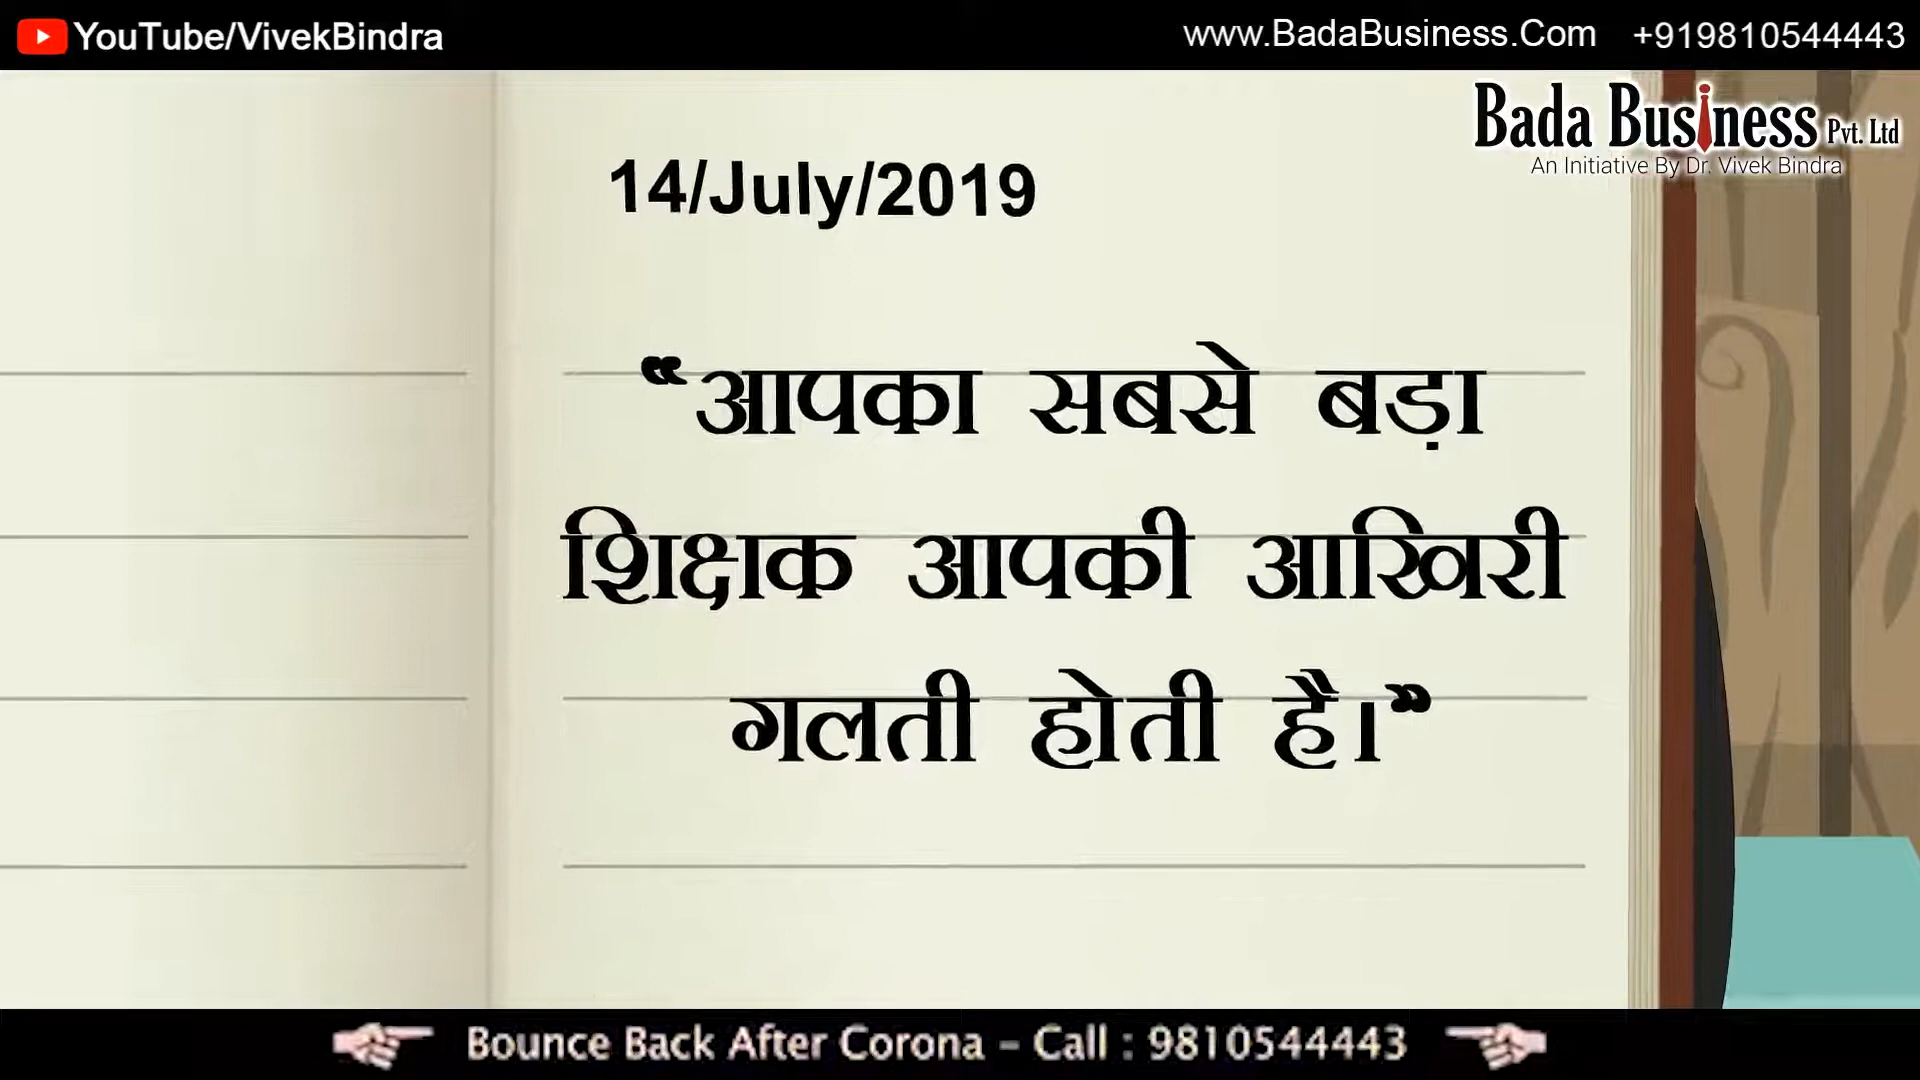 YouTube/VivekBindra
www.BadaBusiness.Com +919810544443
Bada Business Pvt. Ltd
An Initiative By Dr. Vivek Bindra
14/July/2019
“आपका सबसे बड़ा
शिक्षक आपकी आखिरी
गलती होती है।”
Bounce Back After Corona – Call : 9810544443